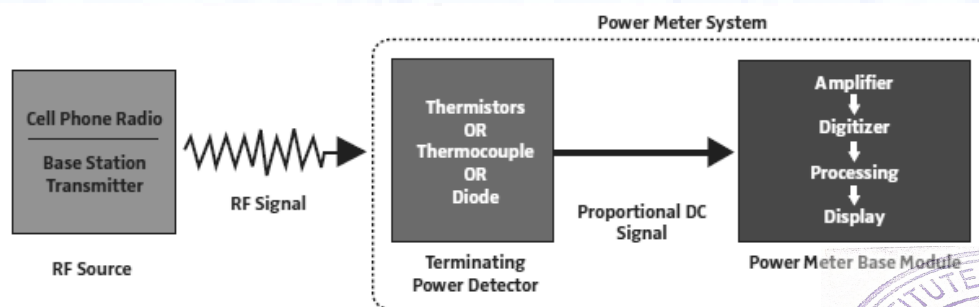 Power Meter System
Cell Phone Radio
Base Station
Transmitter
RF Source
RF Signal
Thermistors
OR
Thermocouple
OR
Diode
Terminating
Power Detector
Proportional DC
Signal
Amplifier
Digitizer
Processing
Display
Power Meter Base Module